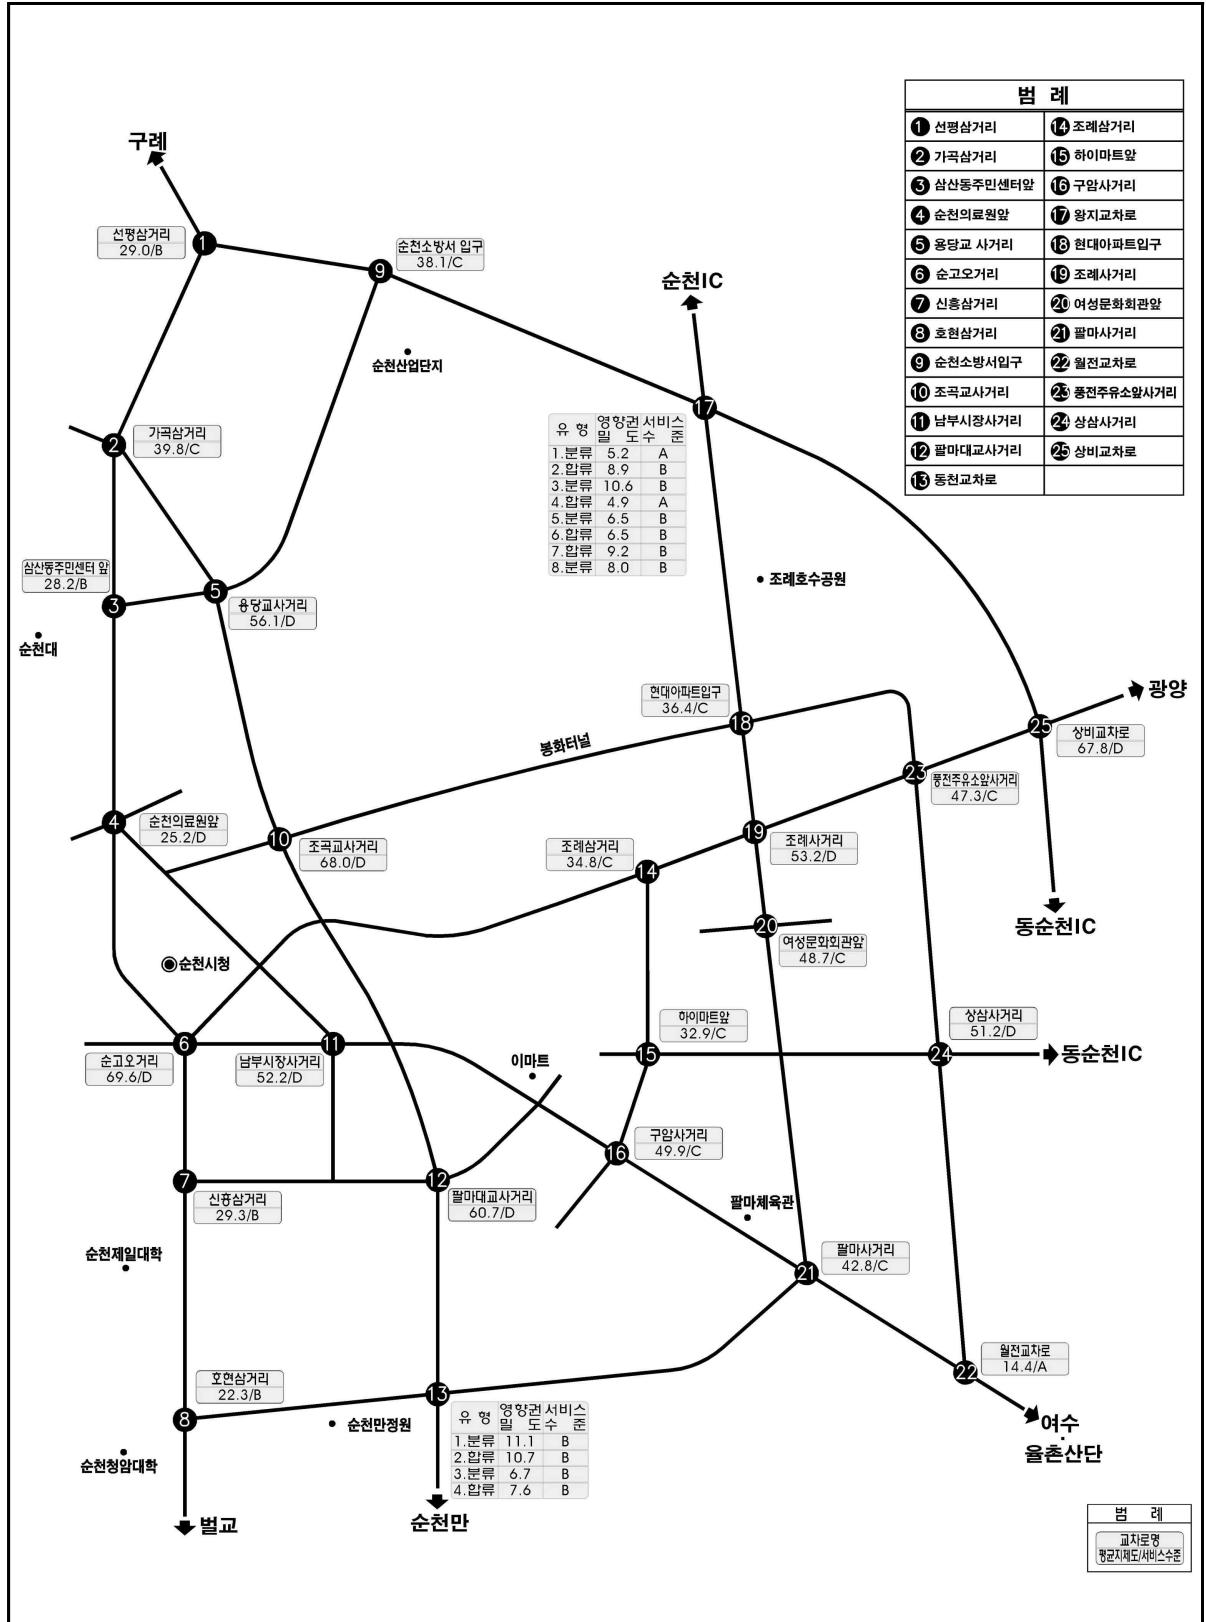 범 례
1 선평삼거리 14 조례삼거리
2 가곡삼거리 15 하이마트앞
3 삼산동주민센터앞 16 구암사거리
4 순천의료원앞 17 왕지교차로
5 용당교 사거리 18 현대아파트입구
6 순고오거리 19 조례사거리
7 신흥삼거리 20 여성문화회관앞
8 호현삼거리 21 팔마사거리
9 순천소방서입구 22 월전교차로
10 조곡교사거리 23 풍전주유소앞사거리
11 남부시장사거리 24 상삼사거리
12 팔마대교사거리 25 상비교차로
13 동천교차로
구례
선평삼거리
29.0/B
1
순천소방서 입구
38.1/C
9
순천IC
순천산업단지
17
유 형 영향권 밀 도 서비스 수 준
1.분류 5.2 A
2.합류 8.9 B
3.분류 10.6 B
4.합류 4.9 A
5.분류 6.5 B
6.합류 6.5 B
7.합류 9.2 B
8.분류 8.0 B
2
가곡삼거리
39.8/C
삼산동주민센터 앞
28.2/B
3
5
용당교사거리
56.1/D
조례호수공원
순천대
현대아파트입구
36.4/C
18
광양
25
상비교차로
67.8/D
봉화터널
23
풍전주유소앞사거리
47.3/C
4
순천의료원앞
25.2/D
10
조곡교사거리
68.0/D
조례삼거리
34.8/C
14
19
조례사거리
53.2/D
동순천IC
20
여성문화회관앞
48.7/C
순천시청
6
순고오거리
69.6/D
11
남부시장사거리
52.2/D
하이마트앞
32.9/C
15
상삼사거리
51.2/D
24
동순천IC
이마트
16
구암사거리
49.9/C
7
신흥삼거리
29.3/B
12
팔마대교사거리
60.7/D
팔마체육관
순천제일대학
21
팔마사거리
42.8/C
월전교차로
14.4/A
22
호현삼거리
22.3/B
8
13
순천만정원
유 형 영향권 밀 도 서비스 수 준
1.분류 11.1 B
2.합류 10.7 B
3.분류 6.7 B
4.합류 7.6 B
여수
율촌산단
순천청암대학
벌교
순천만
범 례
교차로명
평균지체도/서비스수준